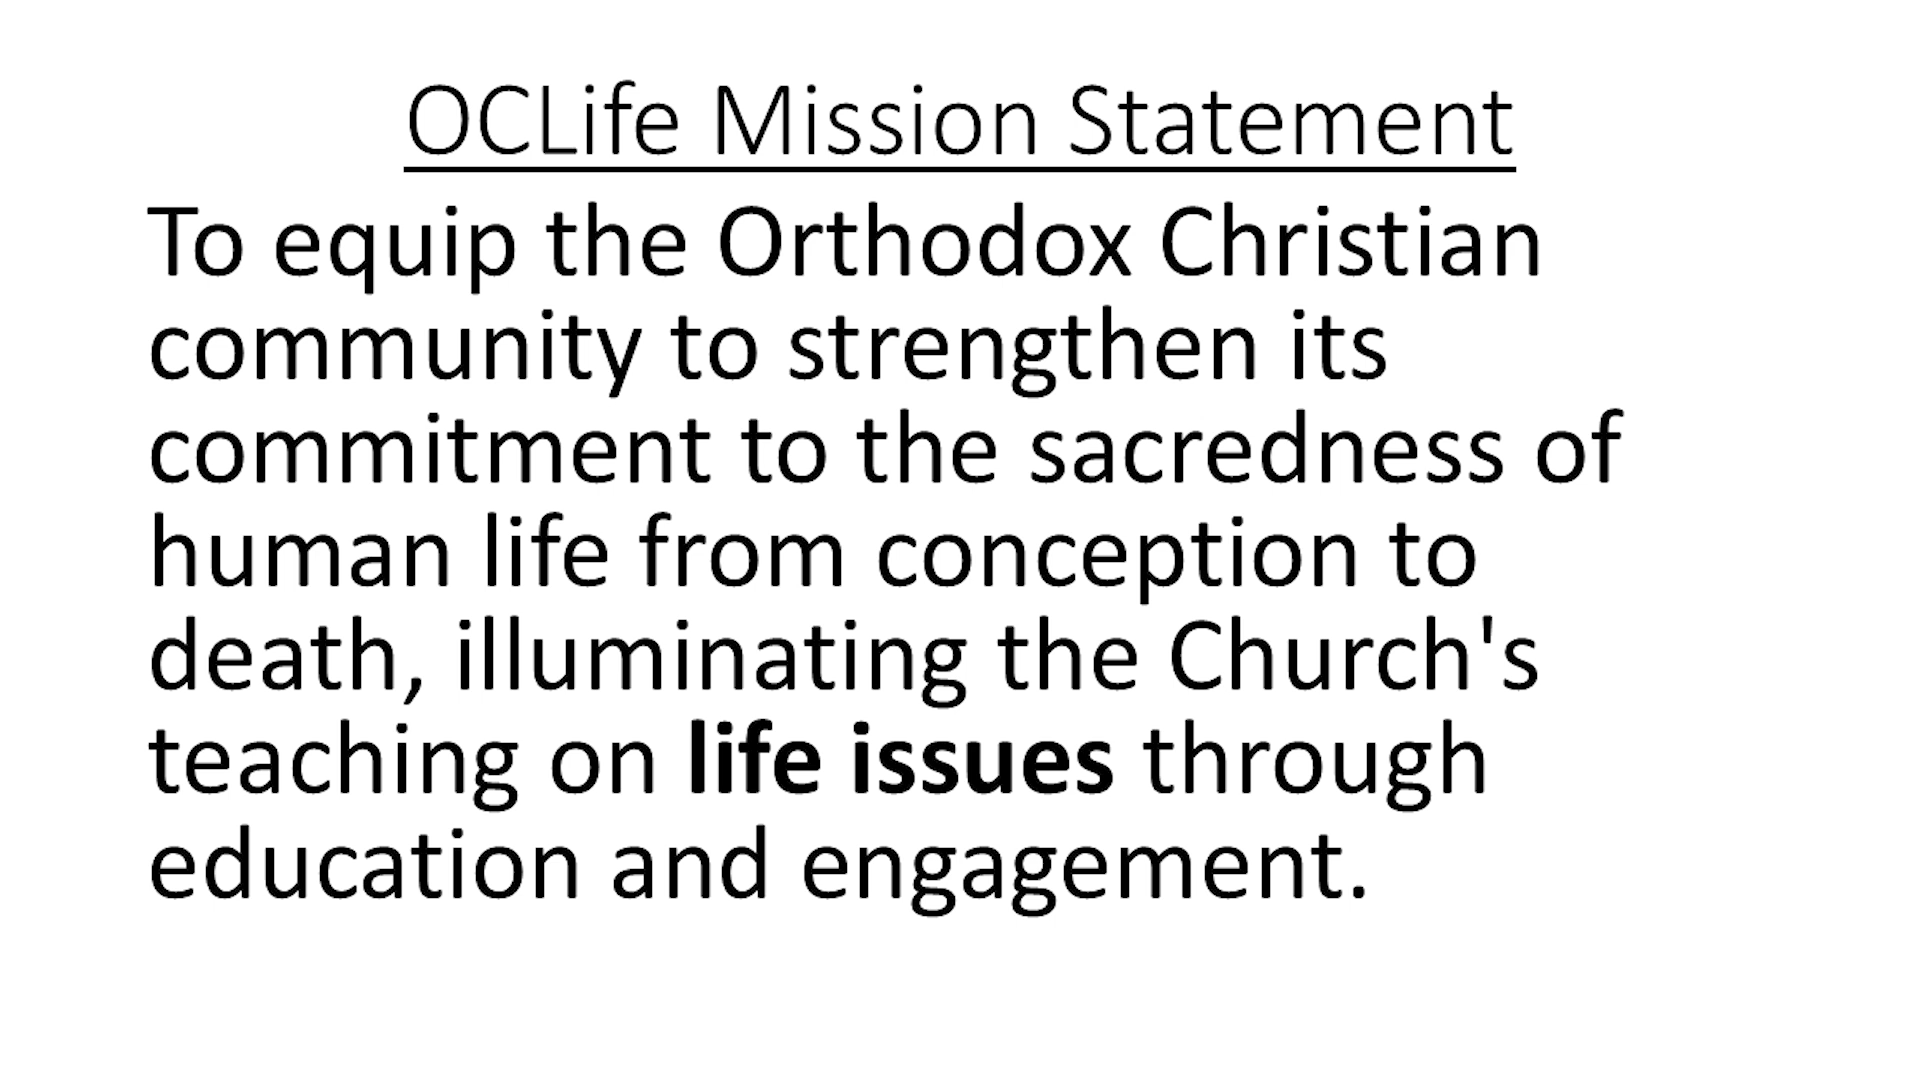 OCLife Mission Statement
To equip the Orthodox Christian
community to strengthen its
commitment to the sacredness of
human life from conception to
death, illuminating the Church's
teaching on life issues through
education and engagement.